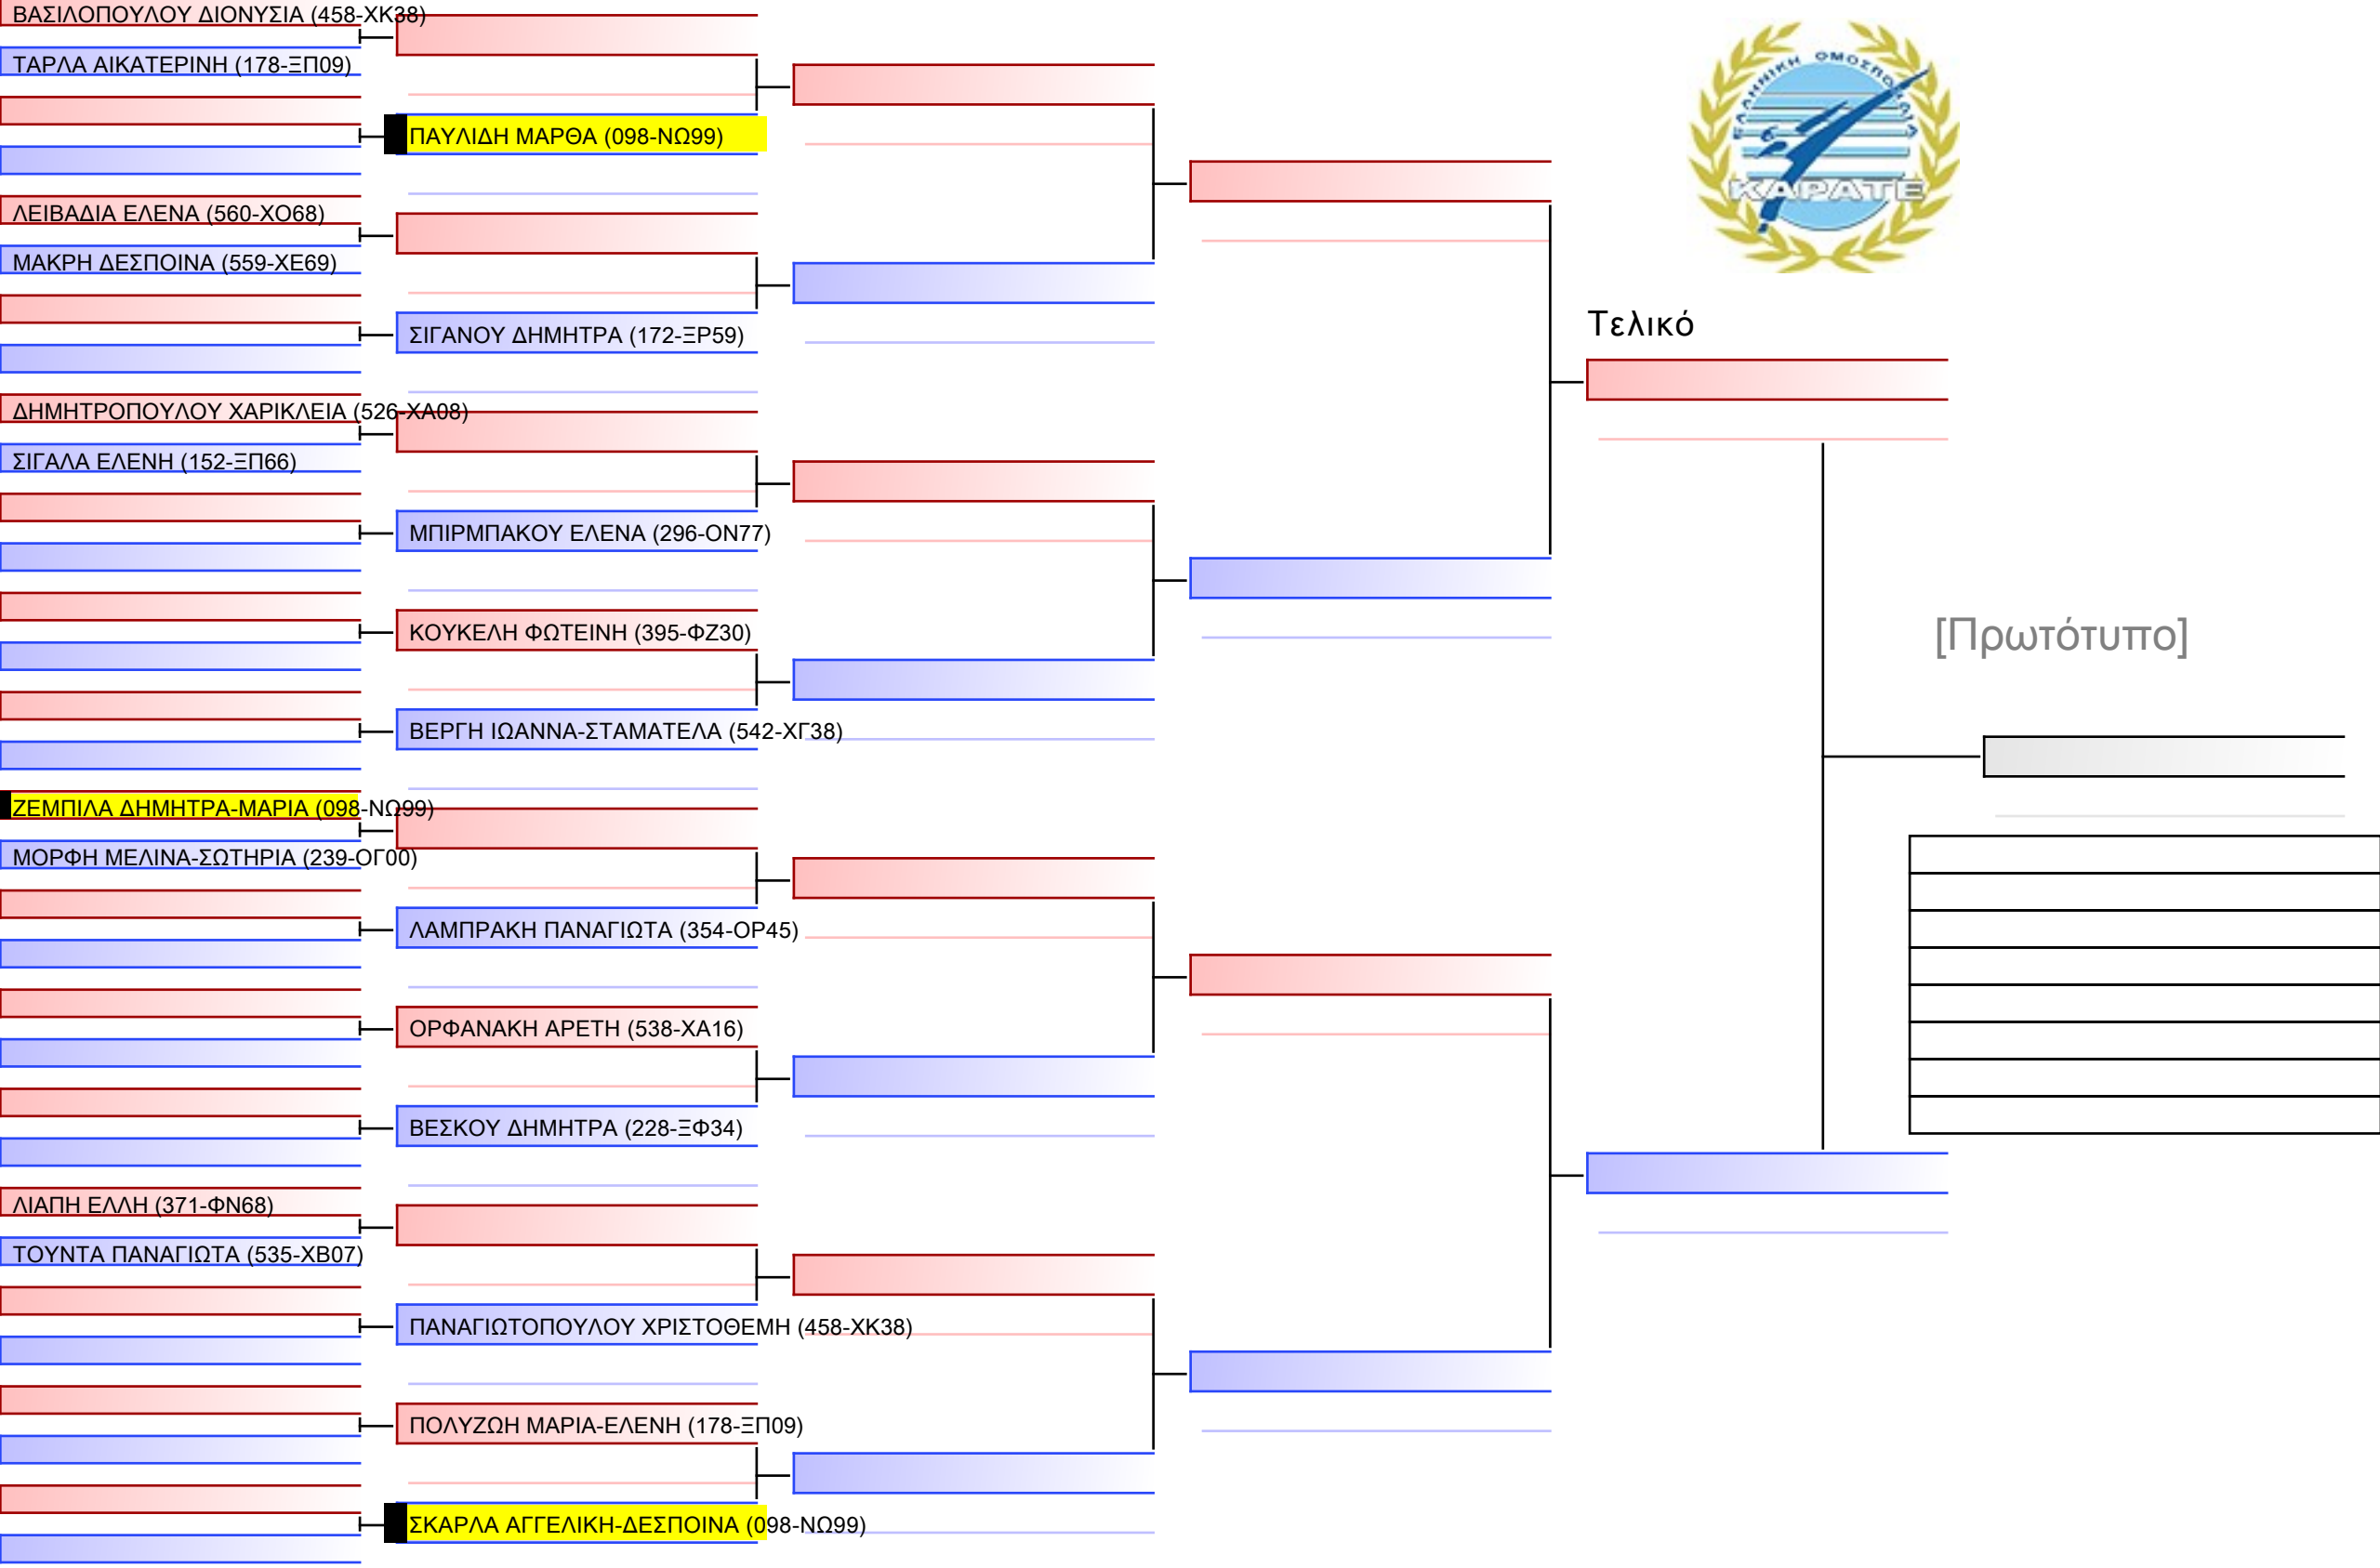 ΒΑΣΙΛΟΠΟΥΛΟΥ ΔΙΟΝΥΣΙΑ (458-ΧΚ38)
ΤΑΡΛΑ ΑΙΚΑΤΕΡΙΝΗ (178-ΞΠ09)
ΠΑΥΛΙΔΗ ΜΑΡΘΑ (098-ΝΩ99)
ΛΕΙΒΑΔΙΑ ΕΛΕΝΑ (560-ΧΟ68)
ΜΑΚΡΗ ΔΕΣΠΟΙΝΑ (559-ΧΕ69)
ΣΙΓΑΝΟΥ ΔΗΜΗΤΡΑ (172-ΞΡ59)
ΔΗΜΗΤΡΟΠΟΥΛΟΥ ΧΑΡΙΚΛΕΙΑ (526-ΧΑ08)
ΣΙΓΑΛΑ ΕΛΕΝΗ (152-ΞΠ66)
ΜΠΙΡΜΠΑΚΟΥ ΕΛΕΝΑ (296-ΟΝ77)
ΚΟΥΚΕΛΗ ΦΩΤΕΙΝΗ (395-ΦΖ30)
ΒΕΡΓΗ ΙΩΑΝΝΑ-ΣΤΑΜΑΤΕΛΑ (542-ΧΓ38)
ΖΕΜΠΙΛΑ ΔΗΜΗΤΡΑ-ΜΑΡΙΑ (098-ΝΩ99)
ΜΟΡΦΗ ΜΕΛΙΝΑ-ΣΩΤΗΡΙΑ (239-ΟΓ00)
ΛΑΜΠΡΑΚΗ ΠΑΝΑΓΙΩΤΑ (354-ΟΡ45)
ΟΡΦΑΝΑΚΗ ΑΡΕΤΗ (538-ΧΑ16)
ΒΕΣΚΟΥ ΔΗΜΗΤΡΑ (228-ΞΦ34)
ΛΙΑΠΗ ΕΛΛΗ (371-ΦΝ68)
ΤΟΥΝΤΑ ΠΑΝΑΓΙΩΤΑ (535-ΧΒ07)
ΠΑΝΑΓΙΩΤΟΠΟΥΛΟΥ ΧΡΙΣΤΟΘΕΜΗ (458-ΧΚ38)
ΠΟΛΥΖΩΗ ΜΑΡΙΑ-ΕΛΕΝΗ (178-ΞΠ09)
ΣΚΑΡΛΑ ΑΓΓΕΛΙΚΗ-ΔΕΣΠΟΙΝΑ (098-ΝΩ99)
ΕΛΛΗΝΙΚΗ ΟΜΟΣΠΟΝΔΙΑ
ΚΑΡΑΤΕ
Τελικό
[Πρωτότυπο]